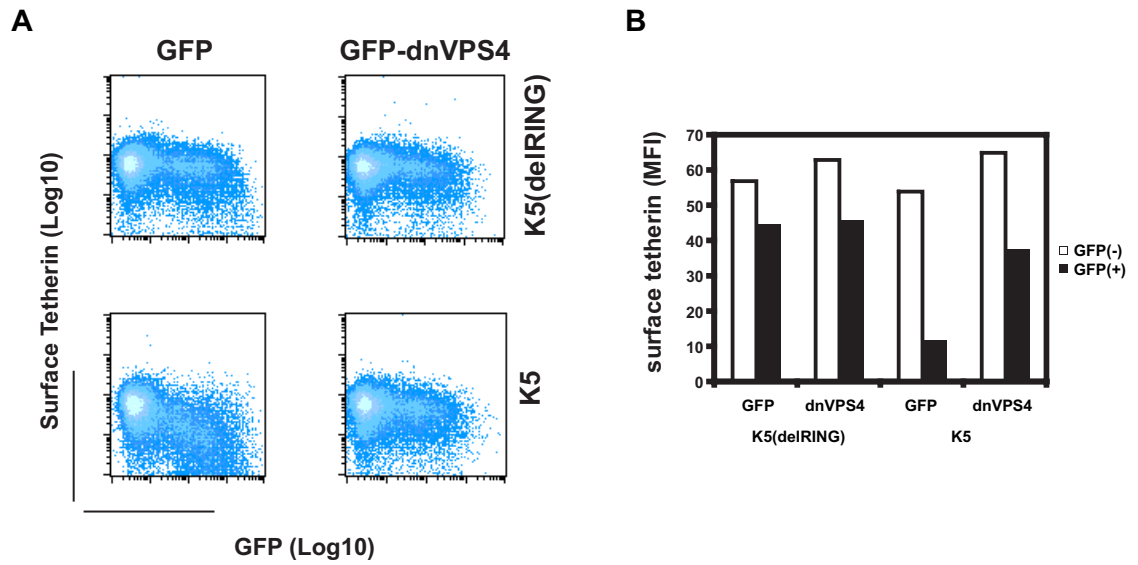 A
GFP
GFP-dnVPS4
K5(delRING)
K5
Surface Tetherin (Log10)
GFP (Log10)
B
surface tetherin (MFI)
70
60
50
40
30
20
10
0
GFP dnVPS4 GFP dnVPS4
K5(delRING) K5
GFP(-)
GFP(+)